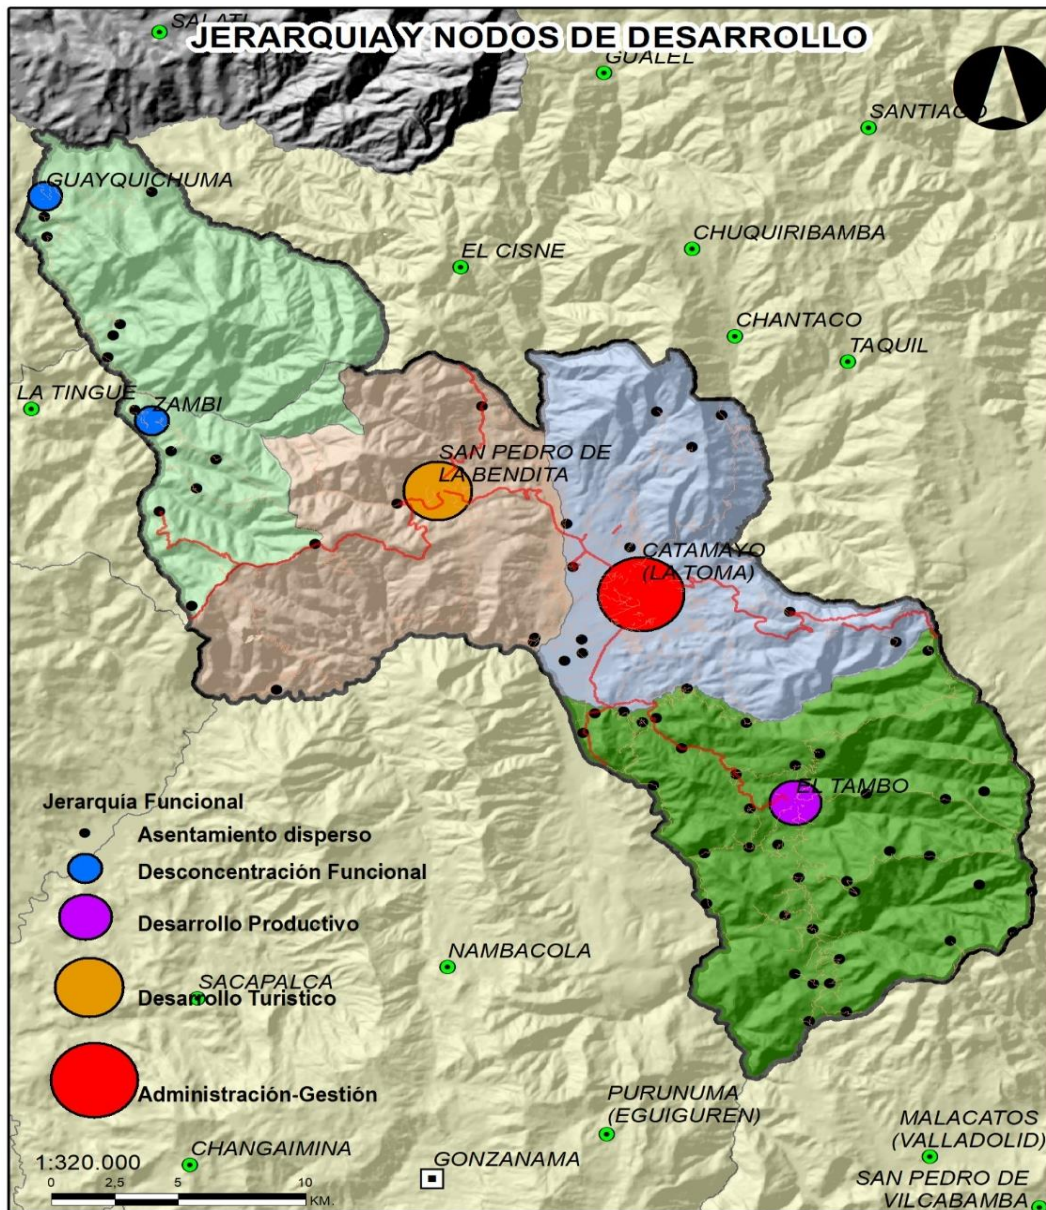 SALATI
JERARQUIA Y NODOS DE DESARROLLO
GUALEL
SANTIAGO
GUAYQUICHUMA
CHUQUIRIBAMBA
EL CISNE
CHANTACO
TAQUIL
LA TINGUE
ZAMBI
SAN PEDRO DE
LA BENDITA
CATAMAYO
(LA TOMA)
EL TAMBO
Jerarquía Funcional
Asentamiento disperso
Desconcentración Funcional
Desarrollo Productivo
NAMBACOLA
SACAPALCA
Desarrollo Turistico
Administración-Gestión
PURUNUMA
(EGUIGUREN)
MALACATOS
(VALLADOLID)
CHANGAIMINA
GONZANAMA
SAN PEDRO DE
VILCABAMBA
1:320.000
0 2,5 5 10
KM.